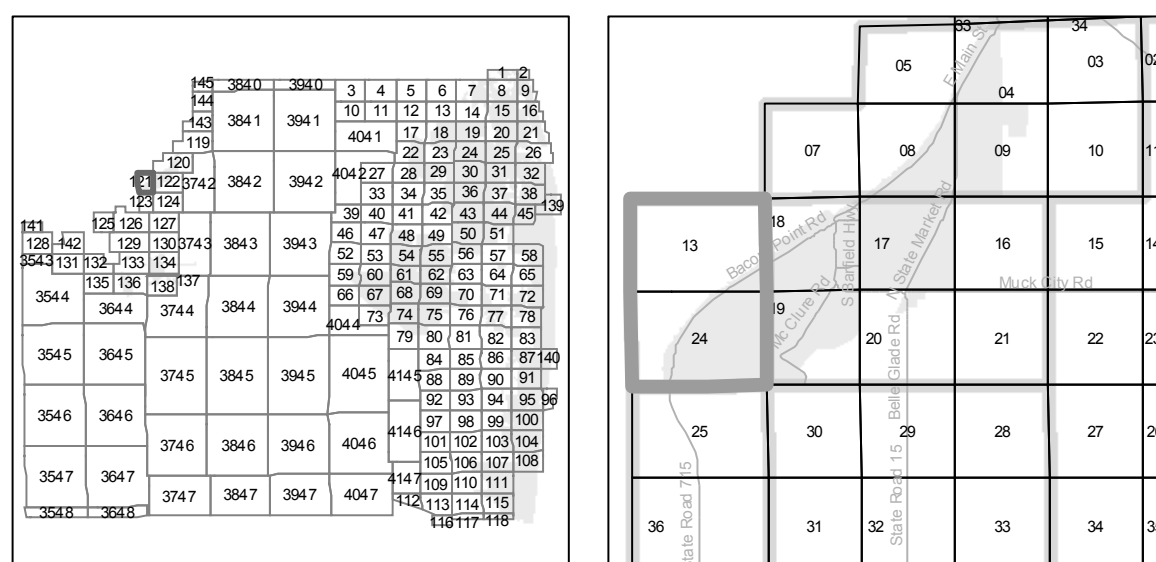 1 2
145 3840 3940 3 4 5 6 7 8 9
144 10 11 12 13 14 15 16
143 3841 3941 4041 17 18 19 20 21
119 22 23 24 25 26
120 4042 27 28 29 30 31 32
121 122 3742 3842 3942 33 34 35 36 37 38
123 124 139
141 125 126 127 39 40 41 42 43 44 45
128 142 129 130 3743 3843 3943 46 47 48 49 50 51
3543 131 132 133 134 52 53 54 55 56 57 58
135 136 138 137 59 60 61 62 63 64 65
3544 3644 3744 3844 3944 66 67 68 69 70 71 72
4044 73 74 75 76 77 78
79 80 81 82 83
3545 3645 84 85 86 87 140
3745 3845 3945 4045 4145 88 89 90 91
3546 3646 92 93 94 95 96
4146 97 98 99 100
3746 3846 3946 4046 101 102 103 104
105 106 107 108
3547 3647 4147 109 110 111
3747 3847 3947 4047 112 113 114 115
3548 3648 116 117 118
33 34
05 03 02
E Main St
04
07 08 09 10 11
18
13 17 16 15 14
Bacom Point Rd
S Barfield HWY
N State Market Rd
Muck City Rd
19
Mc Clure Rd
24 20 21 22 23
25 30 29 28 27 26
State Road 15
Belle Glade Rd
State Road 715
36 31 32 33 34 35